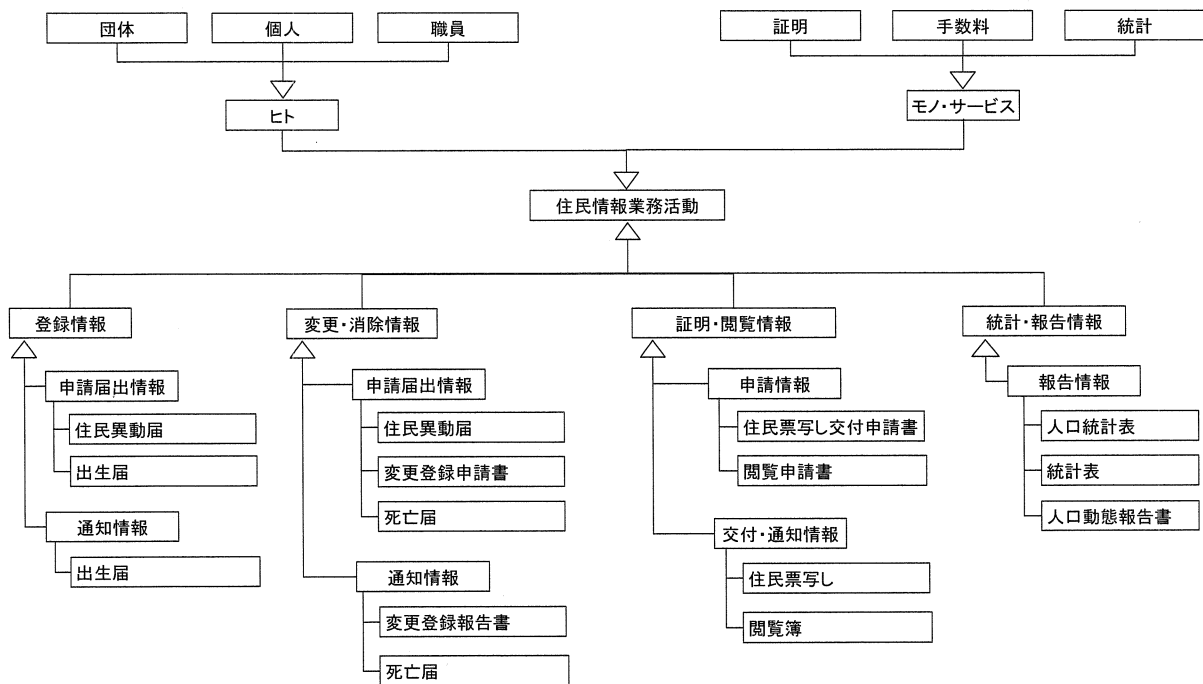 団体
個人
職員
証明
手数料
統計
ヒト
モノ・サービス
住民情報業務活動
登録情報
申請届出情報
住民異動届
出生届
通知情報
出生届
変更・消除情報
申請届出情報
住民異動届
変更登録申請書
死亡届
通知情報
変更登録報告書
死亡届
証明・閲覧情報
申請情報
住民票写し交付申請書
閲覧申請書
交付・通知情報
住民票写し
閲覧簿
統計・報告情報
報告情報
人口統計表
統計表
人口動態報告書